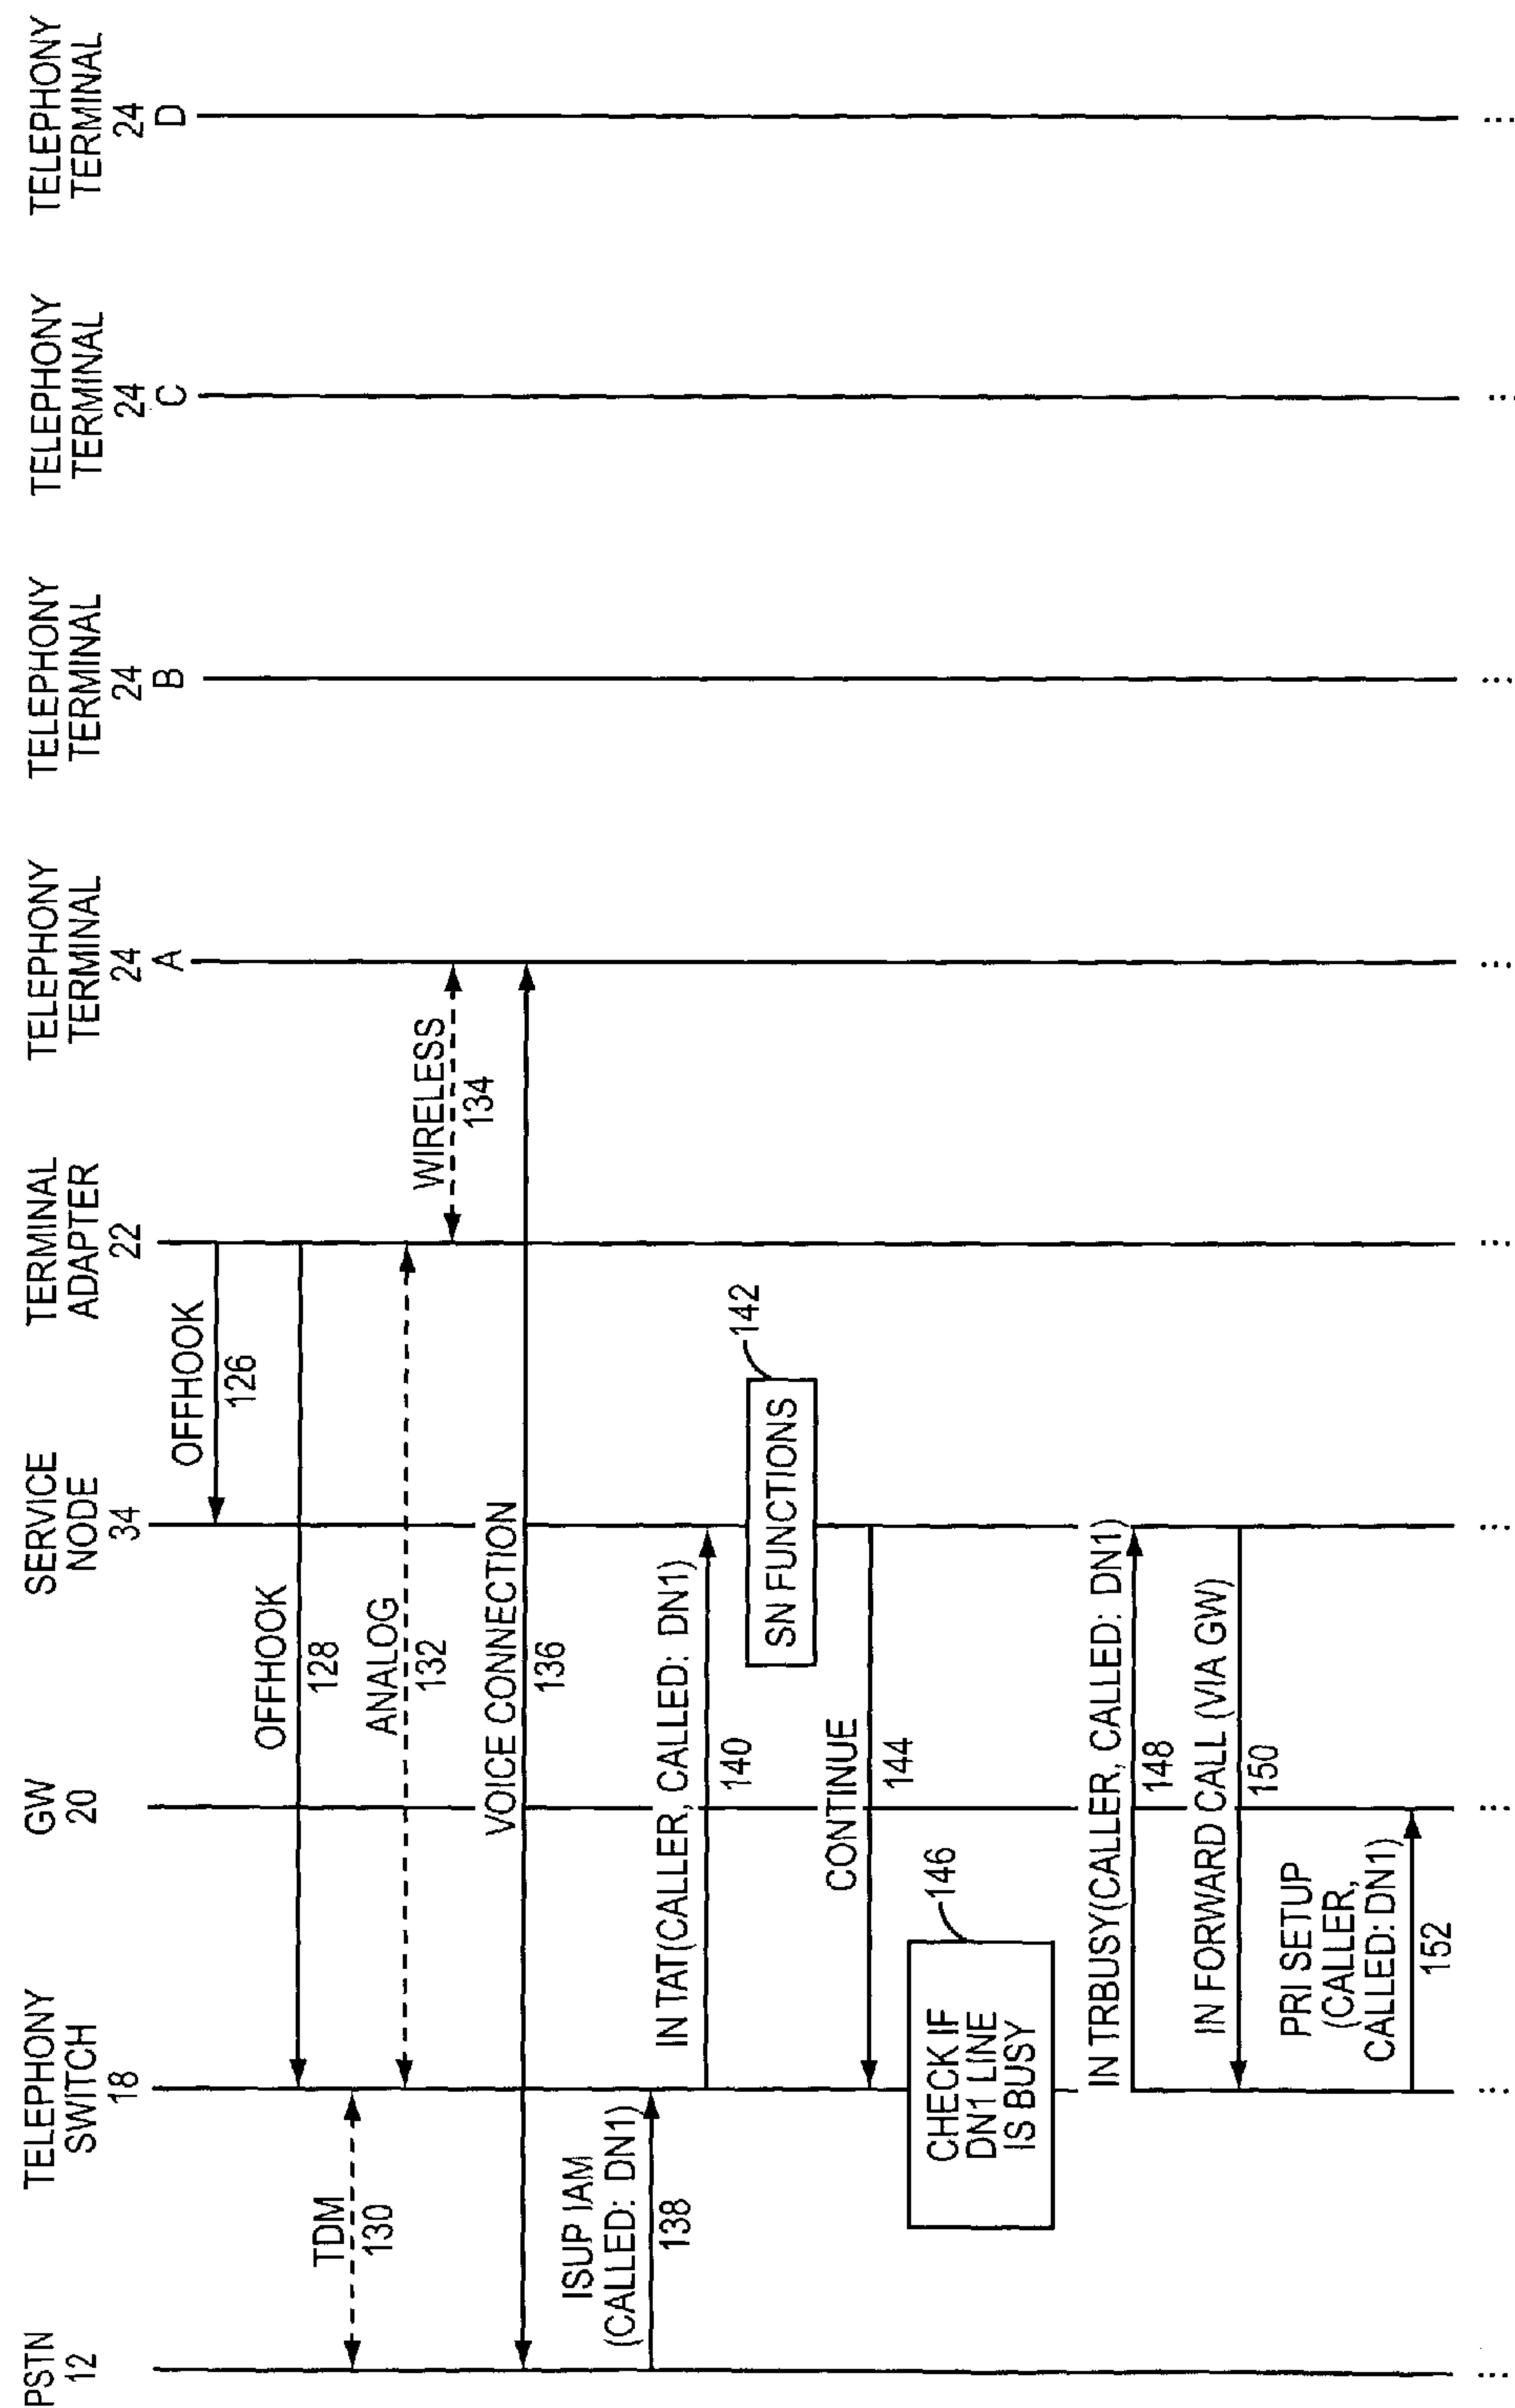 PSTN
12
TELEPHONY
SWITCH
18
GW
20
SERVICE
NODE
34
TERMINAL
ADAPTER
22
TELEPHONY
TERMINAL
24
A
TELEPHONY
TERMINAL
24
B
TELEPHONY
TERMINAL
24
C
TELEPHONY
TERMINAL
24
D
OFFHOOK
126
OFFHOOK
128
TDM
130
ANALOG
132
WIRELESS
134
VOICE CONNECTION
136
ISUP IAM
(CALLED: DN1)
138
IN TAT(CALLER, CALLED: DN1)
140
SN FUNCTIONS
142
CONTINUE
144
CHECK IF
DN1 LINE
IS BUSY
146
IN TRBUSY(CALLER, CALLED: DN1)
148
IN FORWARD CALL (VIA GW)
150
PRI SETUP
(CALLER,
CALLED: DN1)
152
...
...
...
...
...
...
...
...
...